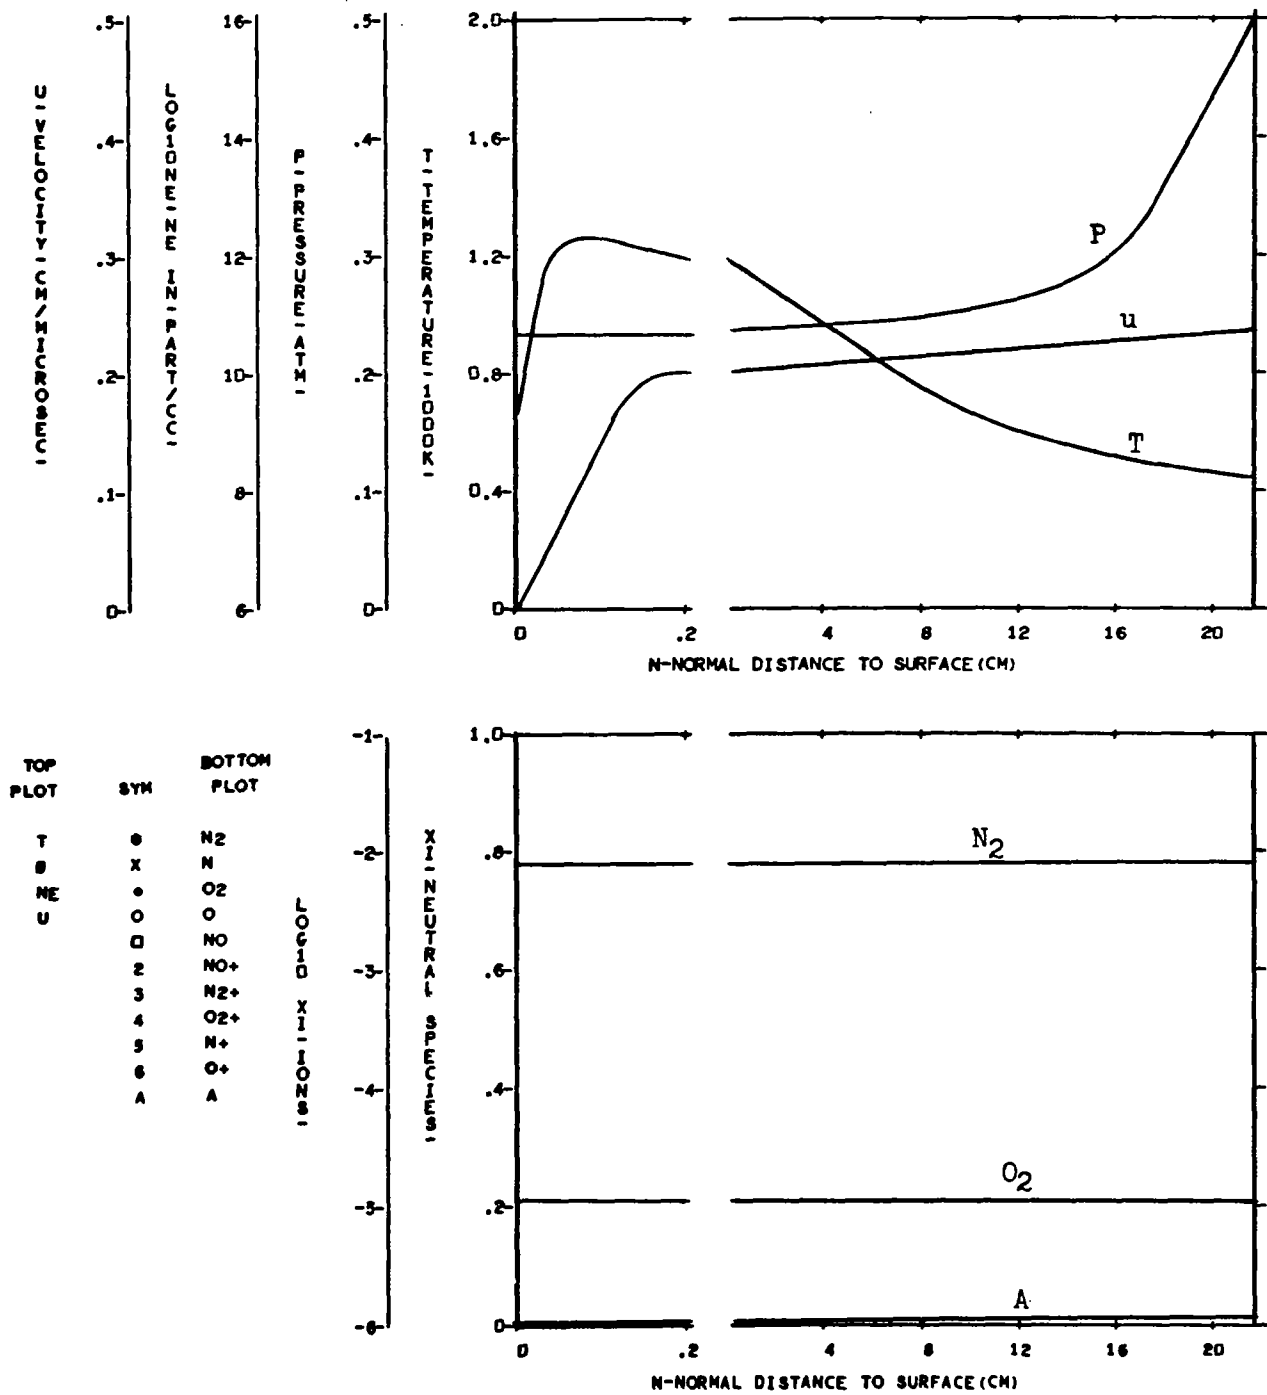 U-VELOCITY-CM/MICROSEC-
.5-
.4-
.3-
.2-
.1-
0-
LOG10NE-NE IN-PART/CC-
16-
14-
12-
10-
8-
6-
P-PRESSURE-ATM-
.5-
.4-
.3-
.2-
.1-
0-
T-TEMPERATURE-1000K-
2.0
1.6
1.2
0.8
0.4
0
P
u
T
0 .2 4 8 12 16 20
N-NORMAL DISTANCE TO SURFACE(CM)
TOP PLOT SYM BOTTOM PLOT
T N2
X N
NE O2
U O O
NO
2 NO+
3 N2+
4 O2+
5 N+
6 O+
A A
LOG10 XI-IONS-
-1-
-2-
-3-
-4-
-5-
-6-
XI-NEUTRAL SPECIES-
1.0
.8
.6
.4
.2
0
N2
O2
A
0 .2 4 8 12 16 20
N-NORMAL DISTANCE TO SURFACE(CM)